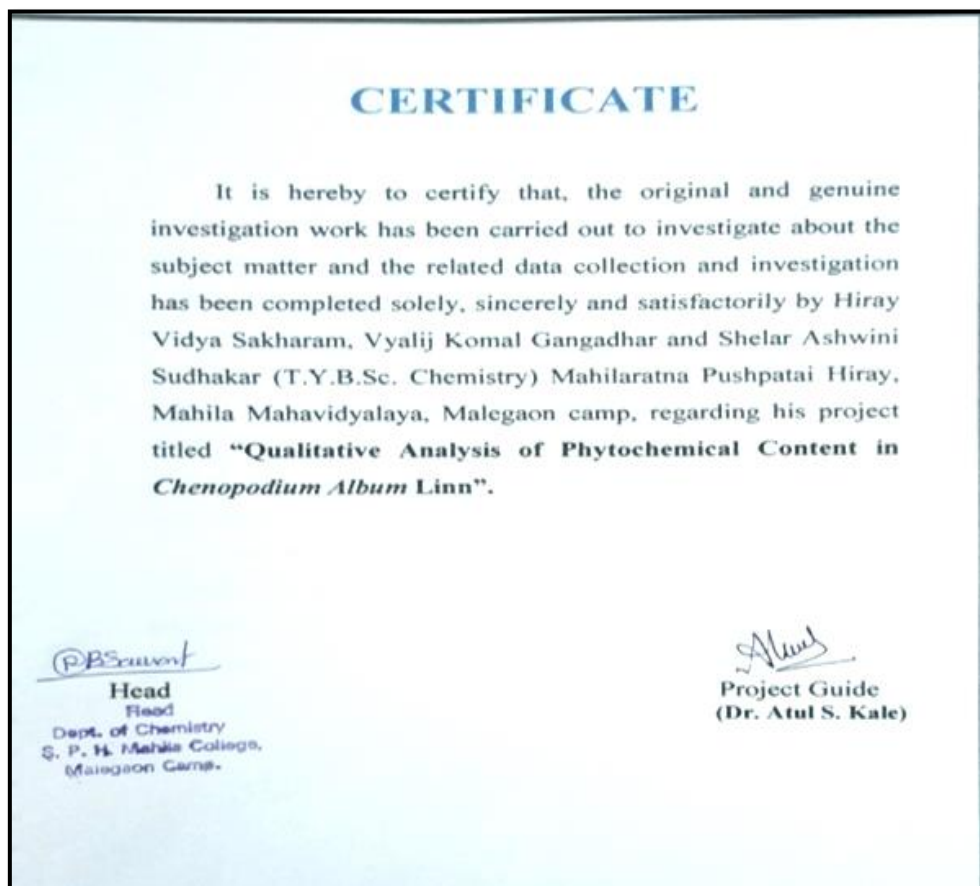 CERTIFICATE
It is hereby to certify that, the original and genuine
investigation work has been carried out to investigate about the
subject matter and the related data collection and investigation
has been completed solely, sincerely and satisfactorily by Hiray
Vidya Sakharam, Vyalij Komal Gangadhar and Shelar Ashwini
Sudhakar (T.Y.B.Sc. Chemistry) Mahilaratna Pushpatai Hiray,
Mahila Mahavidyalaya, Malegaon camp, regarding his project
titled “Qualitative Analysis of Phytochemical Content in
Chenopodium Album Linn”.
Head
Head
Dept. of Chemistry
S. P. H. Mahila College,
Malegaon Camp.
Project Guide
(Dr. Atul S. Kale)